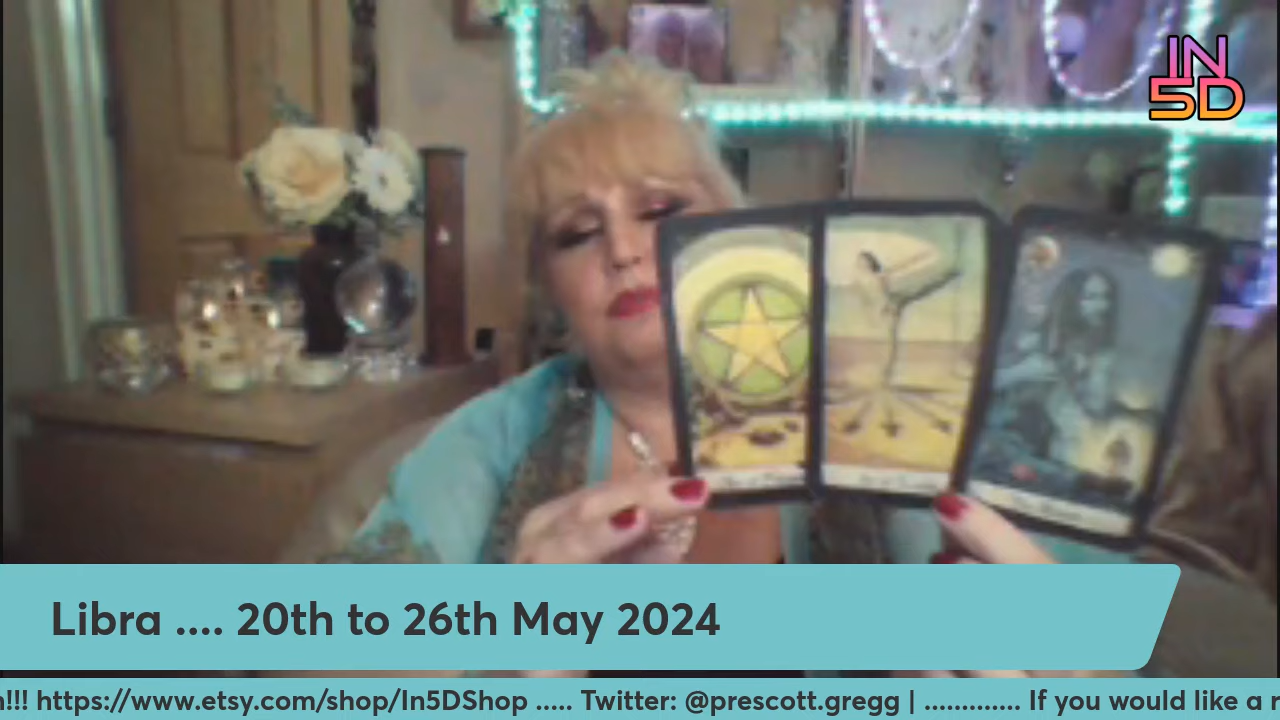 IN
5D
Libra .... 20th to 26th May 2024
!!! https://www.etsy.com/shop/In5DShop ..... Twitter: @prescott.gregg | ............. If you would like a